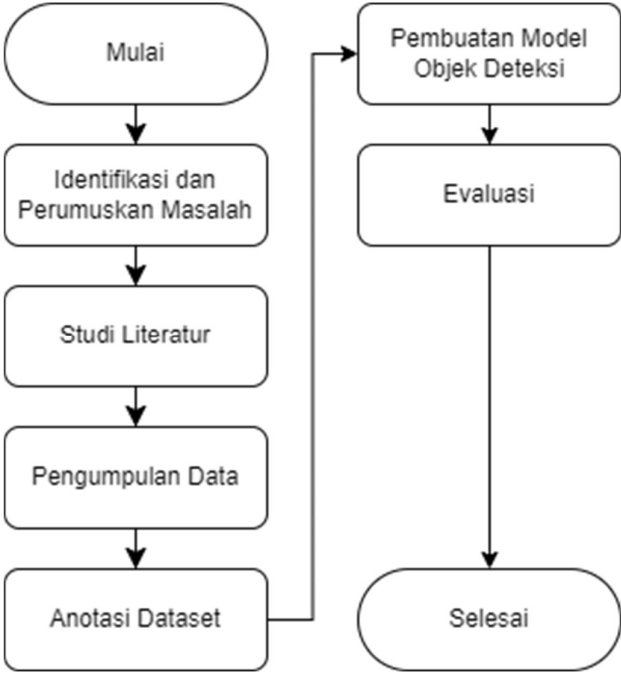 Mulai
Identifikasi dan
Perumuskan Masalah
Studi Literatur
Pengumpulan Data
Anotasi Dataset
Pembuatan Model
Objek Deteksi
Evaluasi
Selesai